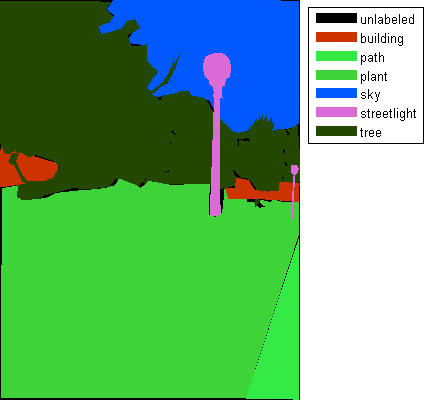 unlabeled
building
path
plant
sky
streetlight
tree